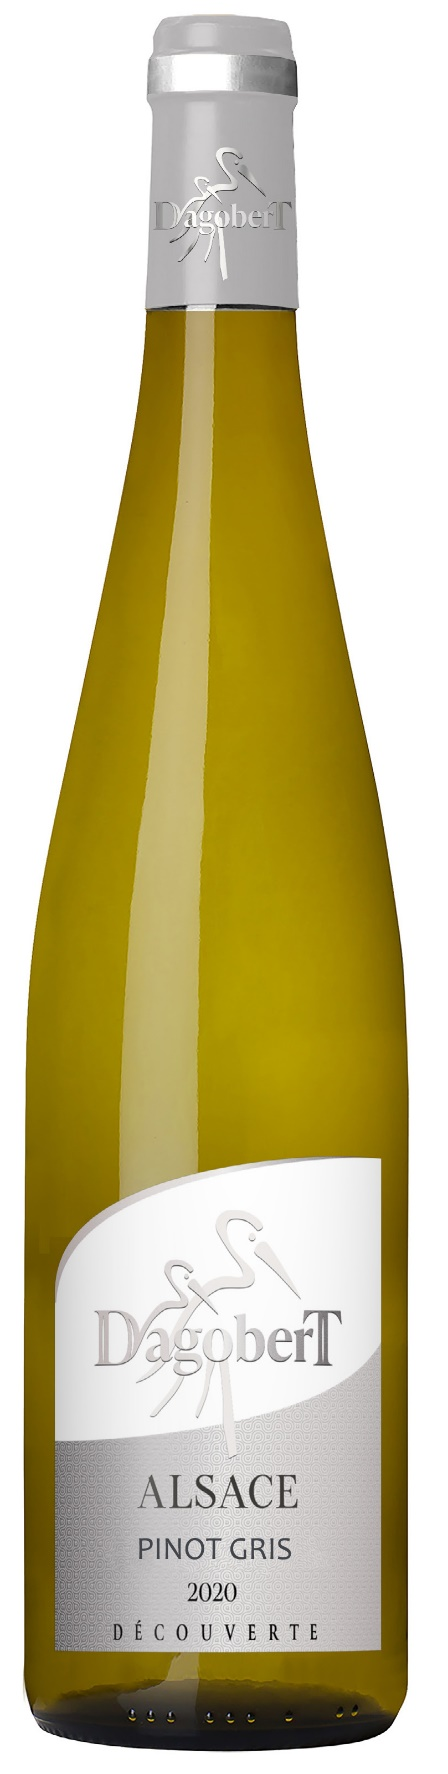 DagoberT
DagoberT
ALSACE
PINOT GRIS
2020
DÉCOUVERTE